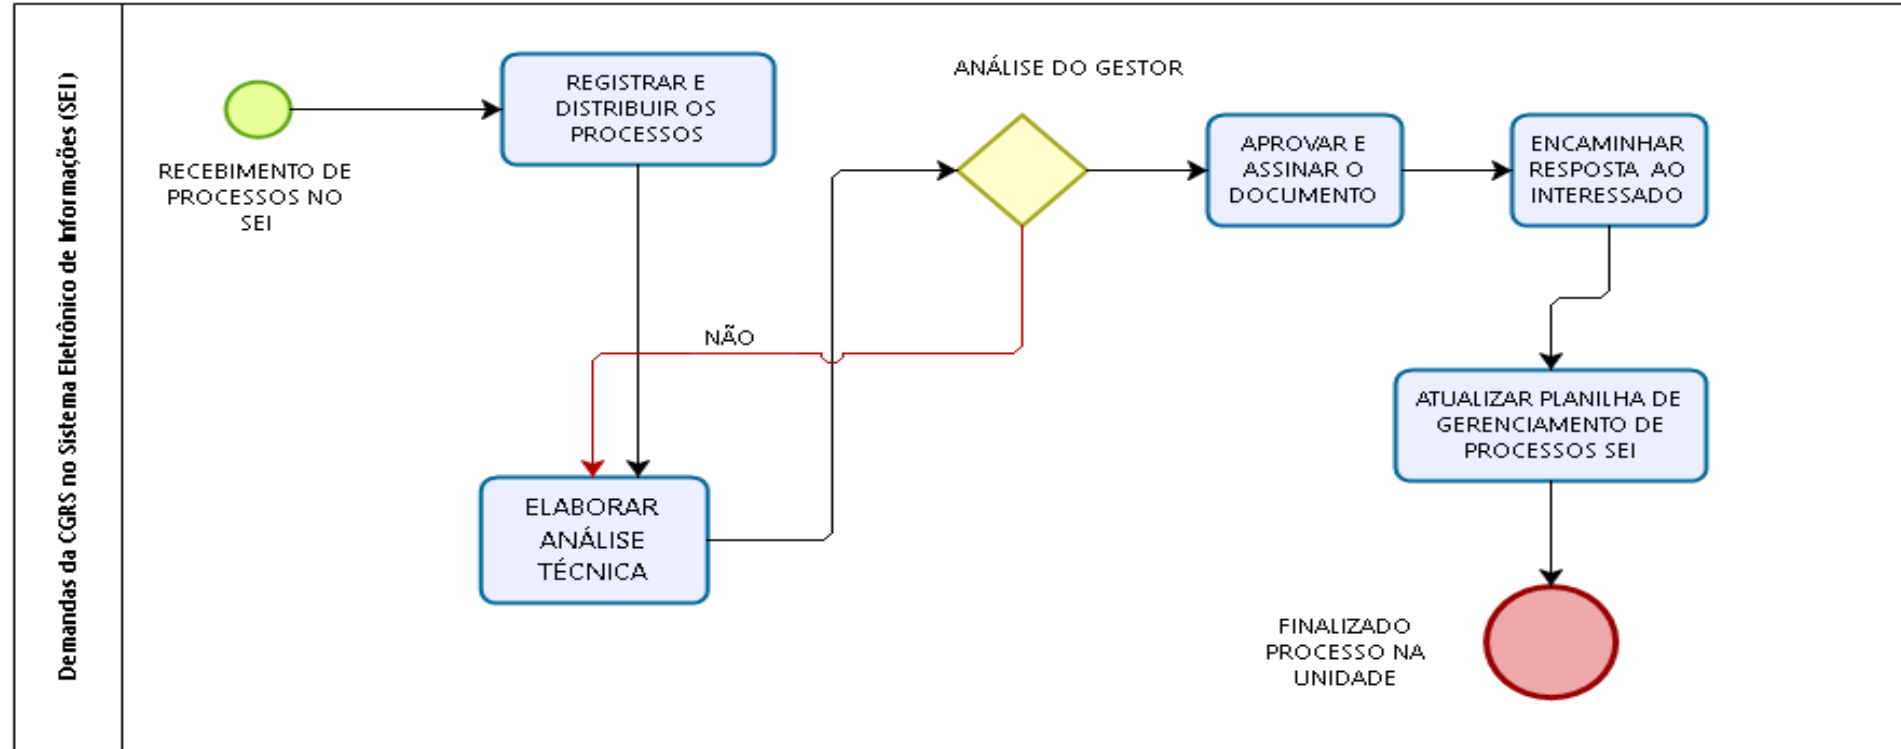 Demandas da CGRS no Sistema Eletrônico de Informações (SEI)
RECEBIMENTO DE
PROCESSOS NO
SEI
REGISTRAR E
DISTRIBUIR OS
PROCESSOS
ELABORAR
ANÁLISE
TÉCNICA
NÃO
ANÁLISE DO GESTOR
APROVAR E
ASSINAR O
DOCUMENTO
ENCAMINHAR
RESPOSTA AO
INTERESSADO
ATUALIZAR PLANILHA DE
GERENCIAMENTO DE
PROCESSOS SEI
FINALIZADO
PROCESSO NA
UNIDADE